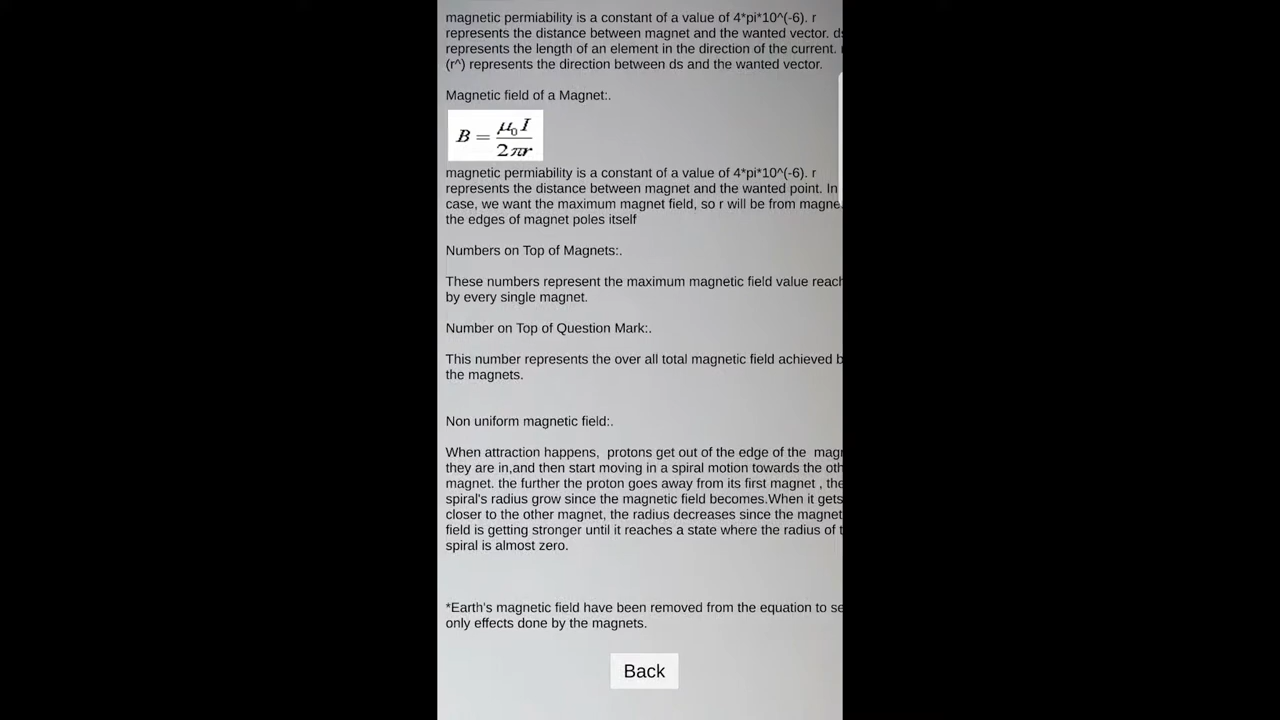 magnetic permiability is a constant of a value of 4*pi*10^(-6). r
represents the distance between magnet and the wanted vector. ds
represents the length of an element in the direction of the current.
(r^) represents the direction between ds and the wanted vector.
Magnetic field of a Magnet:.
B = μ₀I / 2πr
magnetic permiability is a constant of a value of 4*pi*10^(-6). r
represents the distance between magnet and the wanted point. In
case, we want the maximum magnet field, so r will be from magne
the edges of magnet poles itself
Numbers on Top of Magnets:.
These numbers represent the maximum magnetic field value reach
by every single magnet.
Number on Top of Question Mark:.
This number represents the over all total magnetic field achieved b
the magnets.
Non uniform magnetic field:.
When attraction happens, protons get out of the edge of the magn
they are in,and then start moving in a spiral motion towards the oth
magnet. the further the proton goes away from its first magnet , the
spiral's radius grow since the magnetic field becomes.When it gets
closer to the other magnet, the radius decreases since the magnet
field is getting stronger until it reaches a state where the radius of t
spiral is almost zero.
*Earth's magnetic field have been removed from the equation to se
only effects done by the magnets.
Back